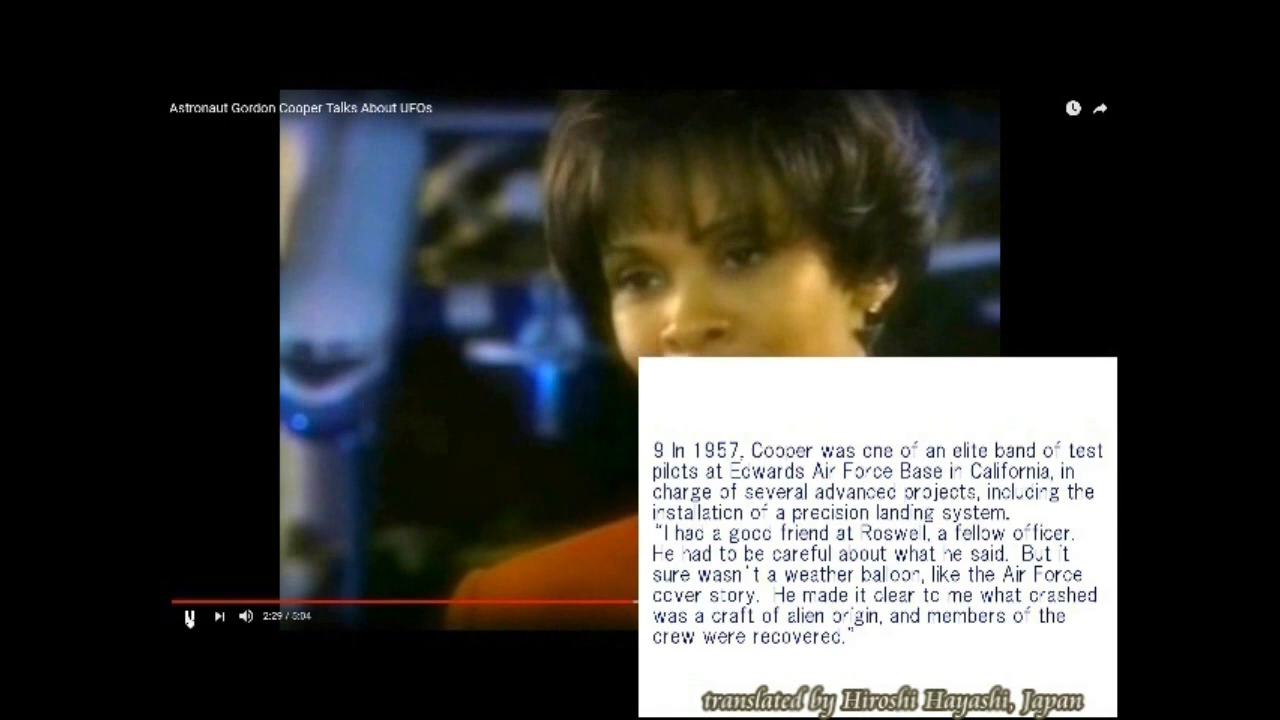 Astronaut Gordon Cooper Talks About UFOs
9 In 1957, Cooper was one of an elite band of test
pilots at Edwards Air Force Base in California, in
charge of several advanced projects, including the
installation of a precision landing system.
"I had a good friend at Roswell, a fellow officer.
He had to be careful about what he said. But it
sure wasn't a weather balloon, like the Air Force
cover story. He made it clear to me what crashed
was a craft of alien origin, and members of the
crew were recovered."
2:29 / 5:04
translated by Hiroshi Hayashi, Japan